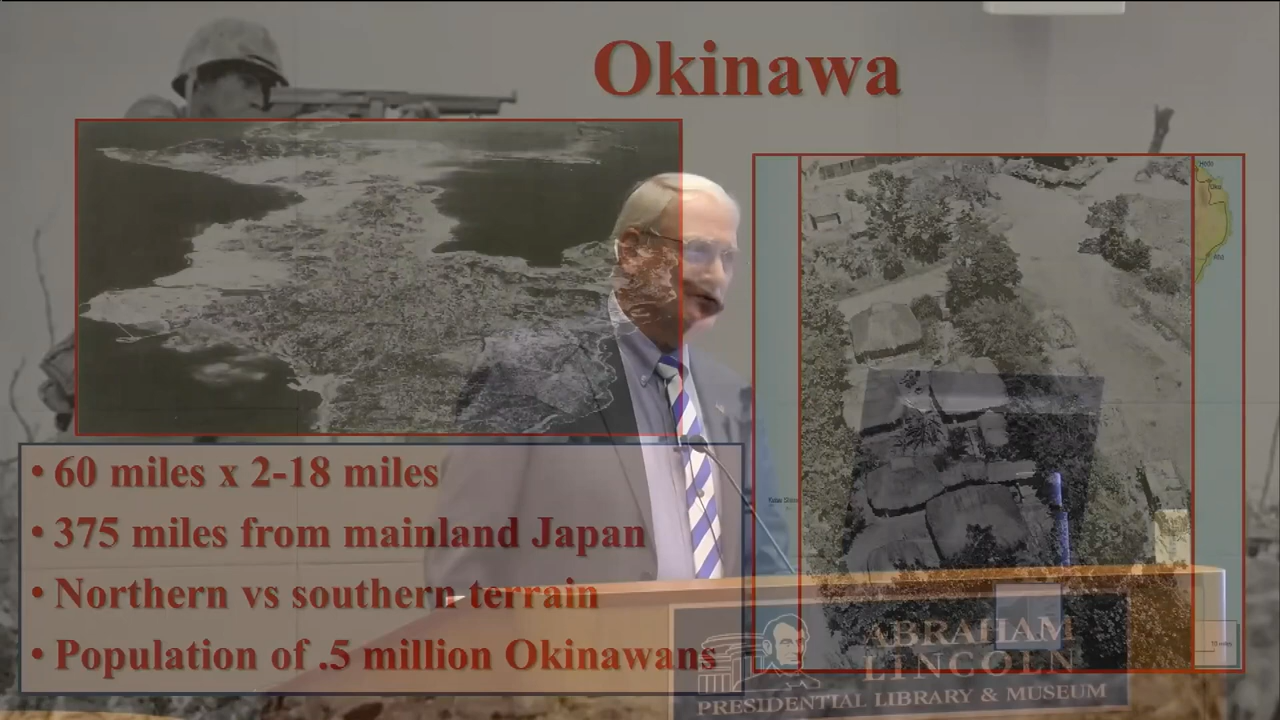 Okinawa
• 60 miles x 2-18 miles
• 375 miles from mainland Japan
• Northern vs southern terrain
• Population of .5 million Okinawans
ABRAHAM
LINCOLN
PRESIDENTIAL LIBRARY & MUSEUM